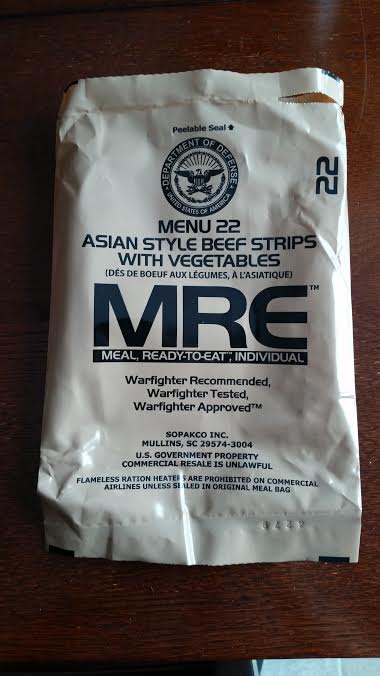 Peelable Seal
DEPARTMENT OF DEFENSE
UNITED STATES OF AMERICA
22
MENU 22
ASIAN STYLE BEEF STRIPS
WITH VEGETABLES
(DÉS DE BOEUF AUX LÉGUMES, À L'ASIATIQUE)
MRE™
MEAL, READY-TO-EAT™, INDIVIDUAL
Warfighter Recommended,
Warfighter Tested,
Warfighter Approved™
SOPAKCO INC.
MULLINS, SC 29574-3004
U.S. GOVERNMENT PROPERTY
COMMERCIAL RESALE IS UNLAWFUL
FLAMELESS RATION HEATERS ARE PROHIBITED ON COMMERCIAL
AIRLINES UNLESS SEALED IN ORIGINAL MEAL BAG